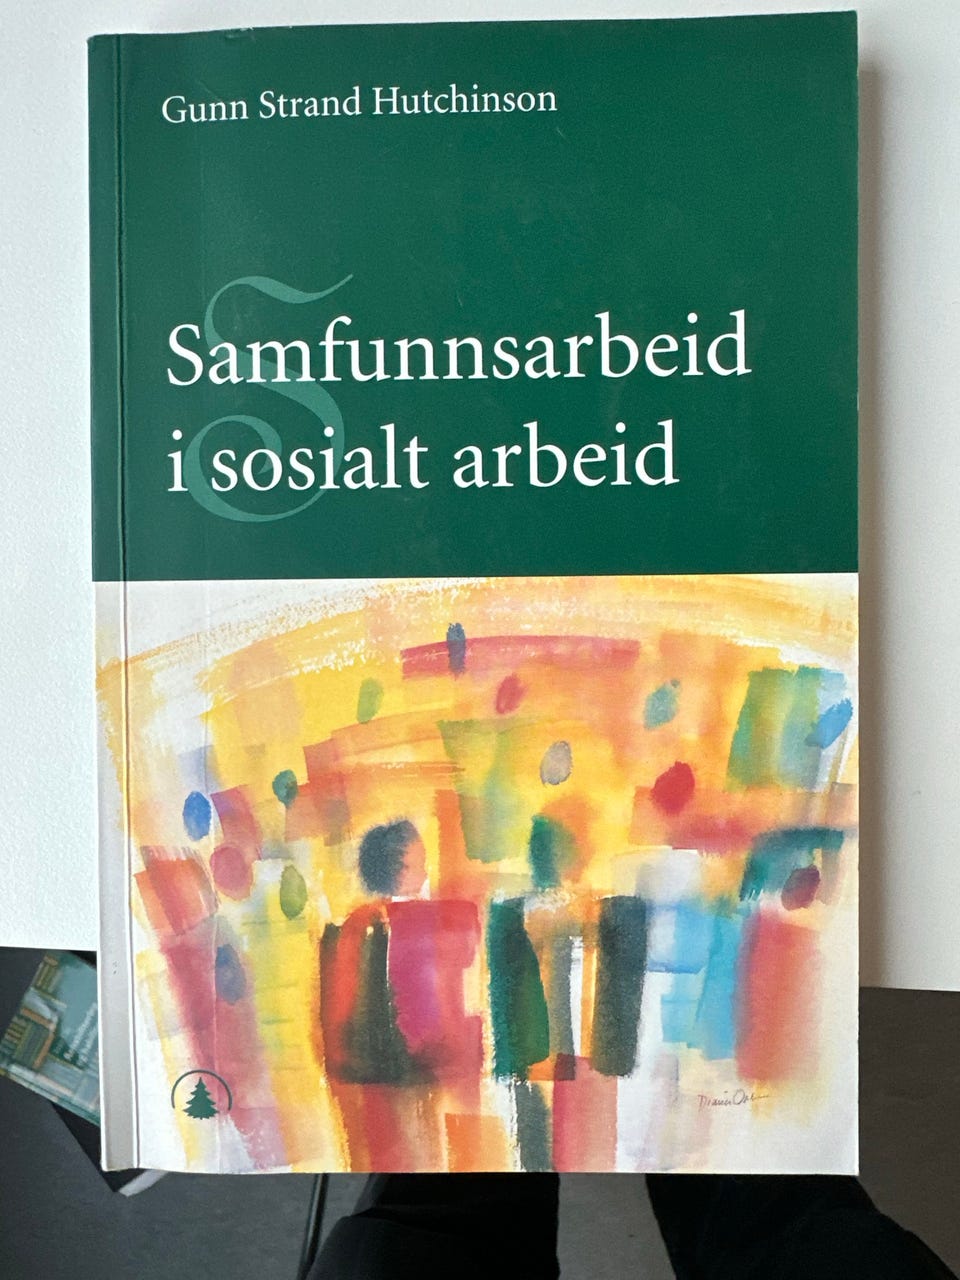 Gunn Strand Hutchinson
Samfunnsarbeid
i sosialt arbeid